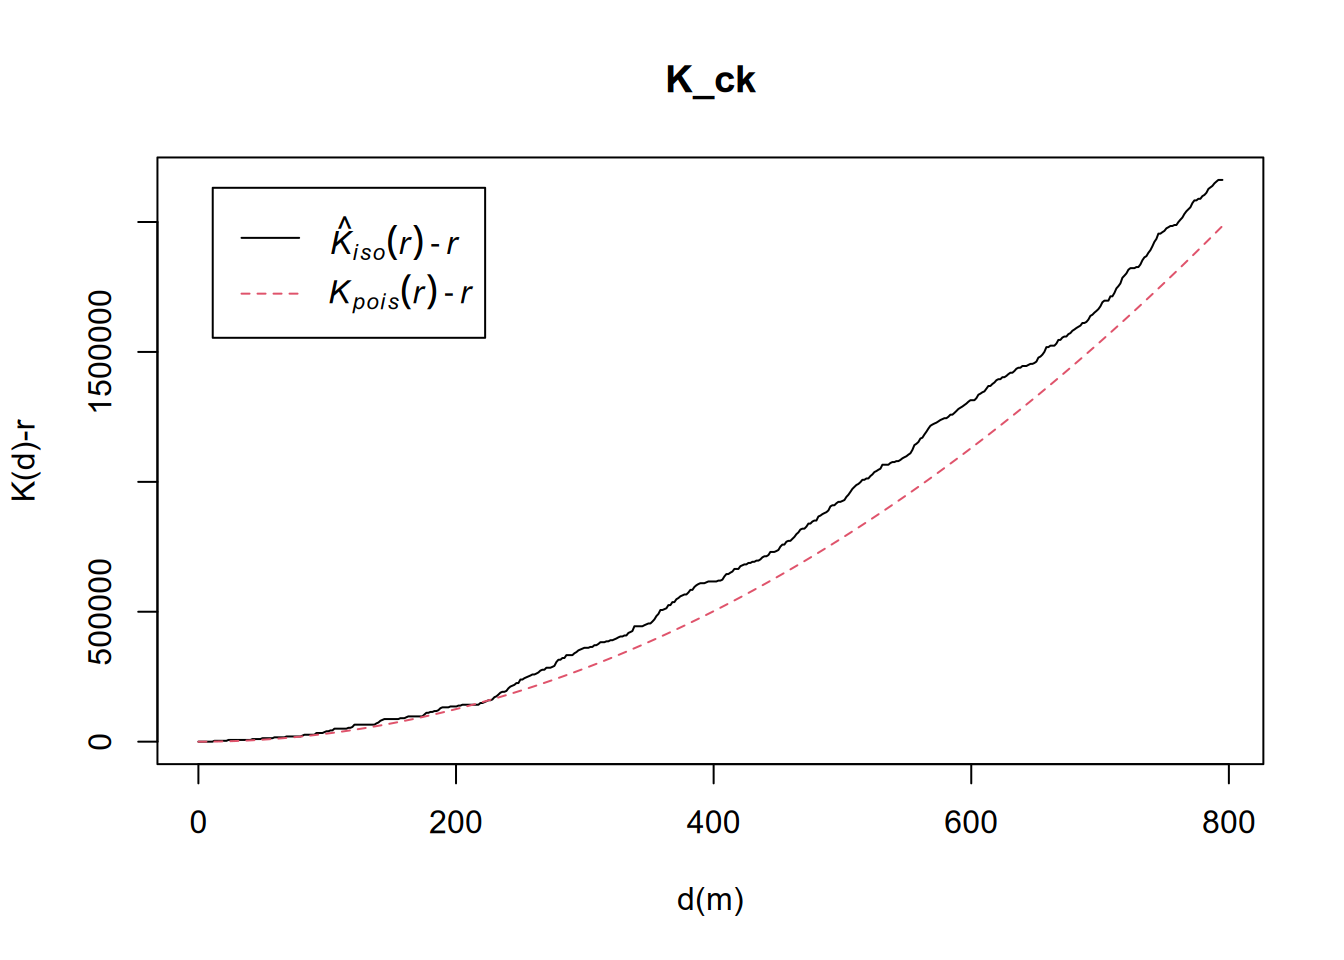 K_ck
K̂iso(r) - r
Kpois(r) - r
K(d)-r
0
500000
1500000
0
200
400
600
800
d(m)